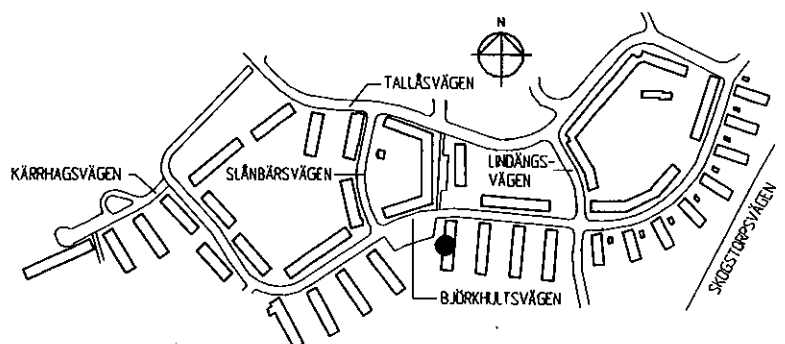 N
TALLÅSVÄGEN
KÄRRHAGSVÄGEN
SLÅNBÄRSVÄGEN
LINDÄNGS-
VÄGEN
SKOGSTORPSVÄGEN
BJÖRKHULTSVÄGEN